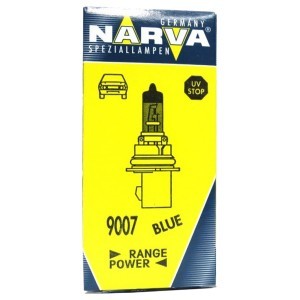 GERMANY
NARVA
SPEZIALLAMPEN
UV
STOP
9007 BLUE
RANGE
POWER